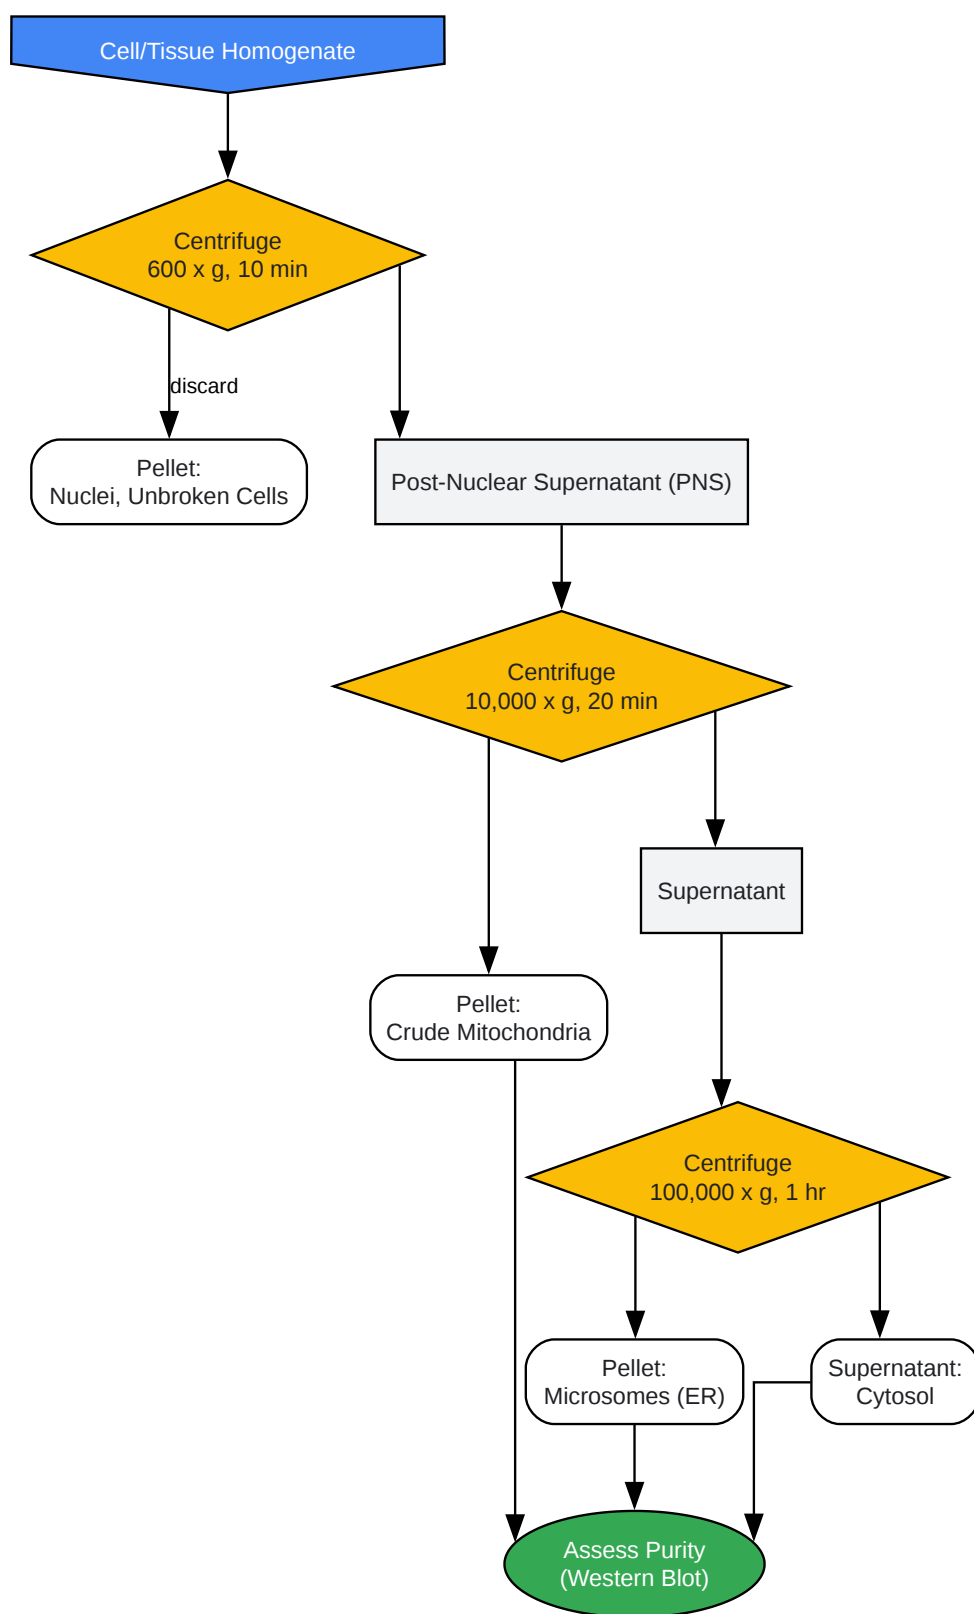 Cell/Tissue Homogenate
Centrifuge
600 x g, 10 min
discard
Pellet:
Nuclei, Unbroken Cells
Post-Nuclear Supernatant (PNS)
Centrifuge
10,000 x g, 20 min
Supernatant
Pellet:
Crude Mitochondria
Centrifuge
100,000 x g, 1 hr
Pellet:
Microsomes (ER)
Supernatant:
Cytosol
Assess Purity
(Western Blot)